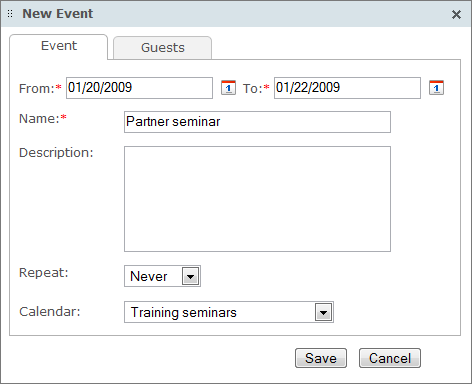 New Event
Event Guests
From:* 01/20/2009 1 To:* 01/22/2009 1
Name:* Partner seminar
Description:
Repeat: Never
Calendar: Training seminars
Save Cancel